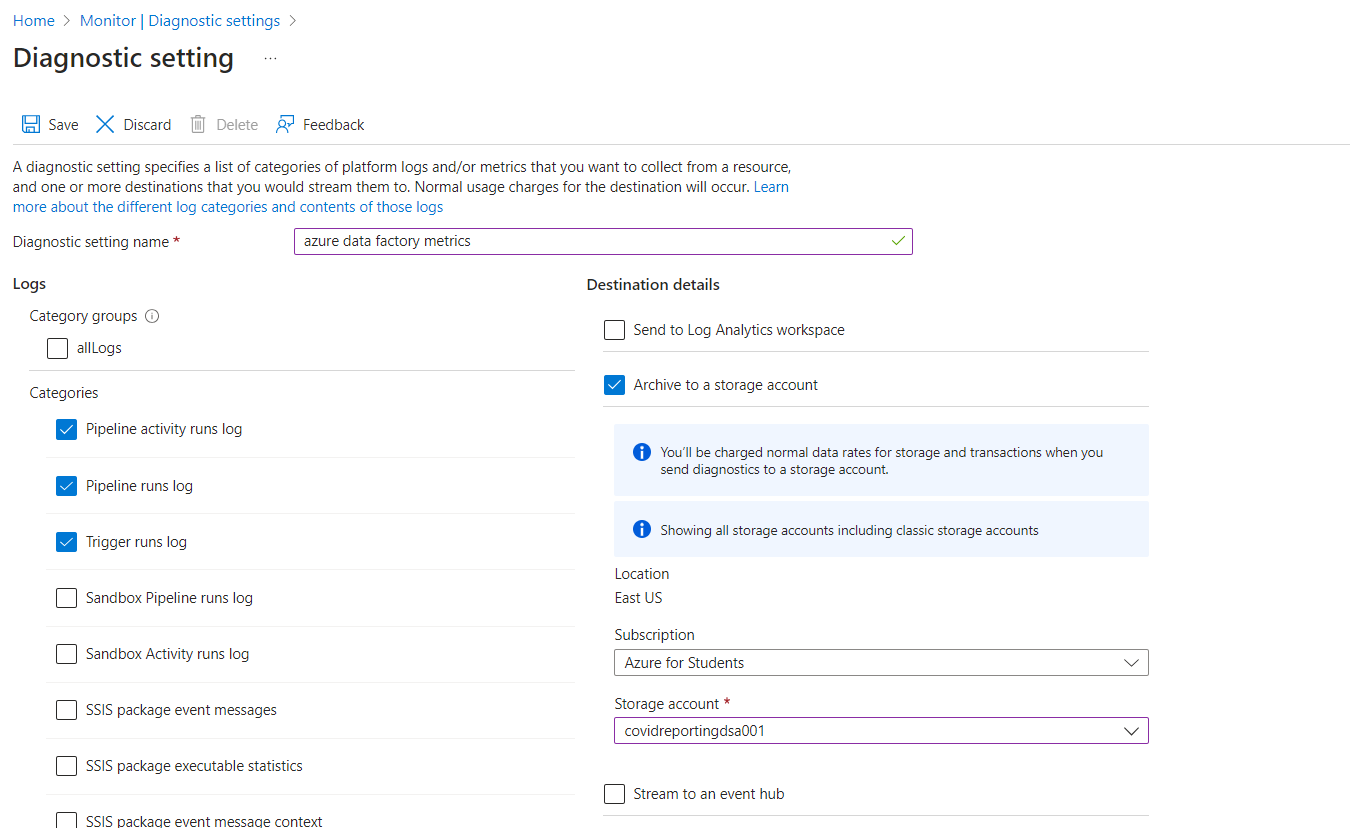 Home > Monitor | Diagnostic settings >
Diagnostic setting ...
Save Discard Delete Feedback
A diagnostic setting specifies a list of categories of platform logs and/or metrics that you want to collect from a resource,
and one or more destinations that you would stream them to. Normal usage charges for the destination will occur. Learn
more about the different log categories and contents of those logs
Diagnostic setting name *
azure data factory metrics
Logs
Category groups
allLogs
Categories
Pipeline activity runs log
Pipeline runs log
Trigger runs log
Sandbox Pipeline runs log
Sandbox Activity runs log
SSIS package event messages
SSIS package executable statistics
SSIS package event message context
Destination details
Send to Log Analytics workspace
Archive to a storage account
You'll be charged normal data rates for storage and transactions when you
send diagnostics to a storage account.
Showing all storage accounts including classic storage accounts
Location
East US
Subscription
Azure for Students
Storage account *
covidreportingdsa001
Stream to an event hub